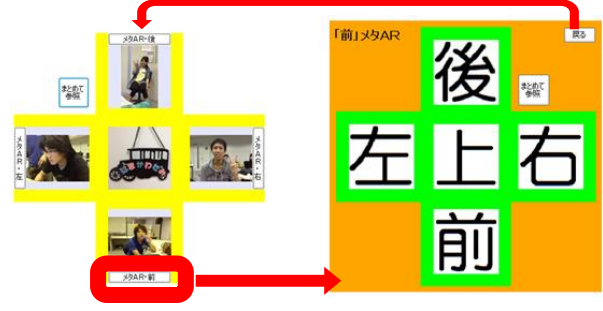 メタAR・後
まとめて
参照
メタAR・左
メタAR・右
メタAR・前
「前」メタAR
戻る
後
まとめて
参照
左
上
右
前